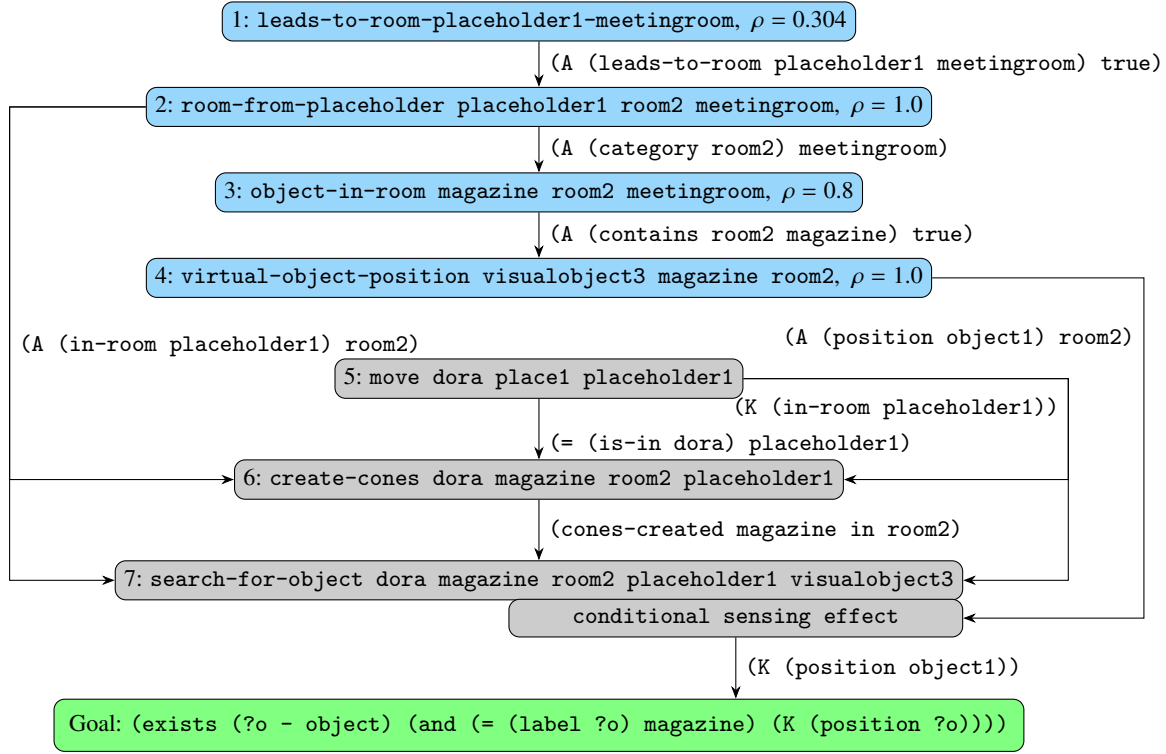 1: leads-to-room-placeholder1-meetingroom, ρ = 0.304
(A (leads-to-room placeholder1 meetingroom) true)
2: room-from-placeholder placeholder1 room2 meetingroom, ρ = 1.0
(A (category room2) meetingroom)
3: object-in-room magazine room2 meetingroom, ρ = 0.8
(A (contains room2 magazine) true)
4: virtual-object-position visualobject3 magazine room2, ρ = 1.0
(A (position object1) room2)
(A (in-room placeholder1) room2)
5: move dora place1 placeholder1
(K (in-room placeholder1))
(= (is-in dora) placeholder1)
6: create-cones dora magazine room2 placeholder1
(cones-created magazine in room2)
7: search-for-object dora magazine room2 placeholder1 visualobject3
conditional sensing effect
(K (position object1))
Goal: (exists (?o - object) (and (= (label ?o) magazine) (K (position ?o))))